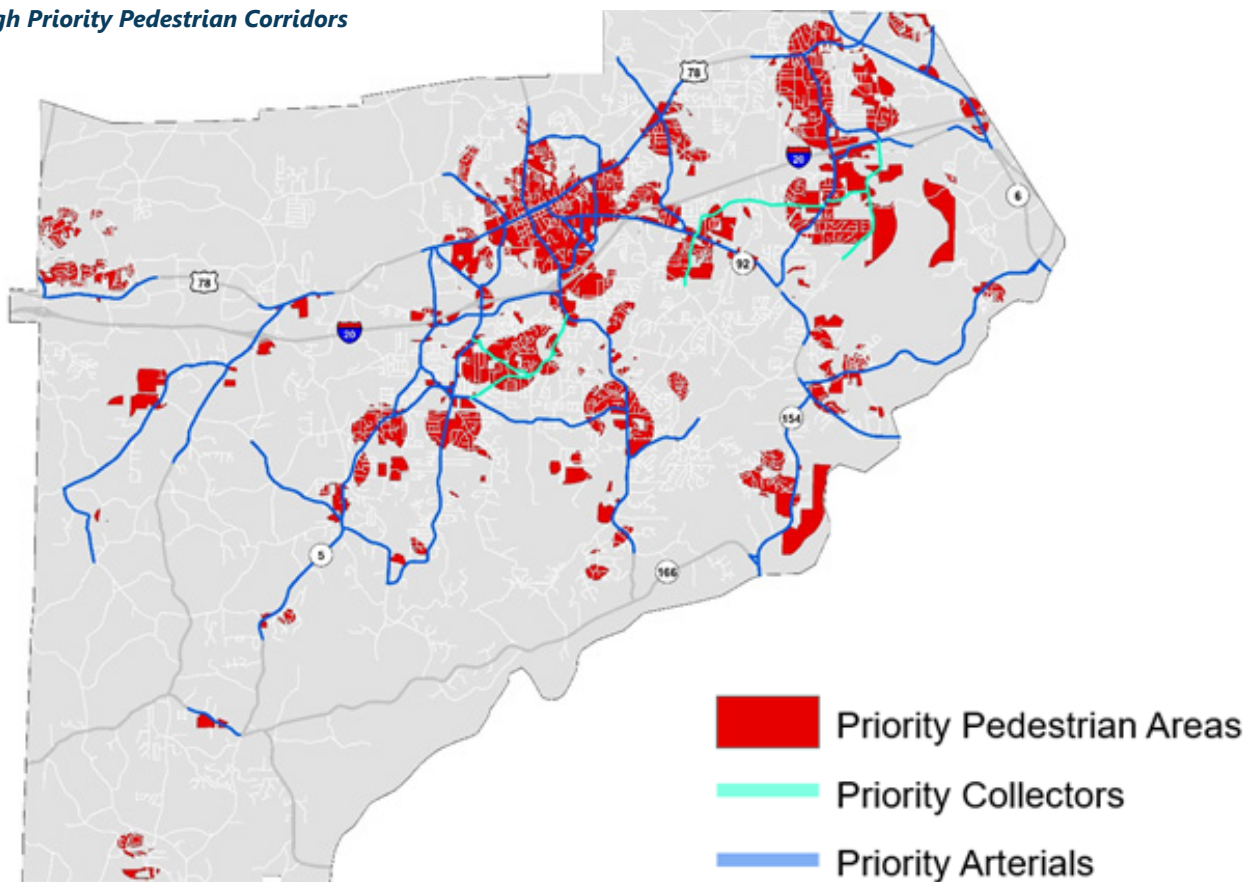 gh Priority Pedestrian Corridors
78
20
6
92
78
20
154
5
166
Priority Pedestrian Areas
Priority Collectors
Priority Arterials